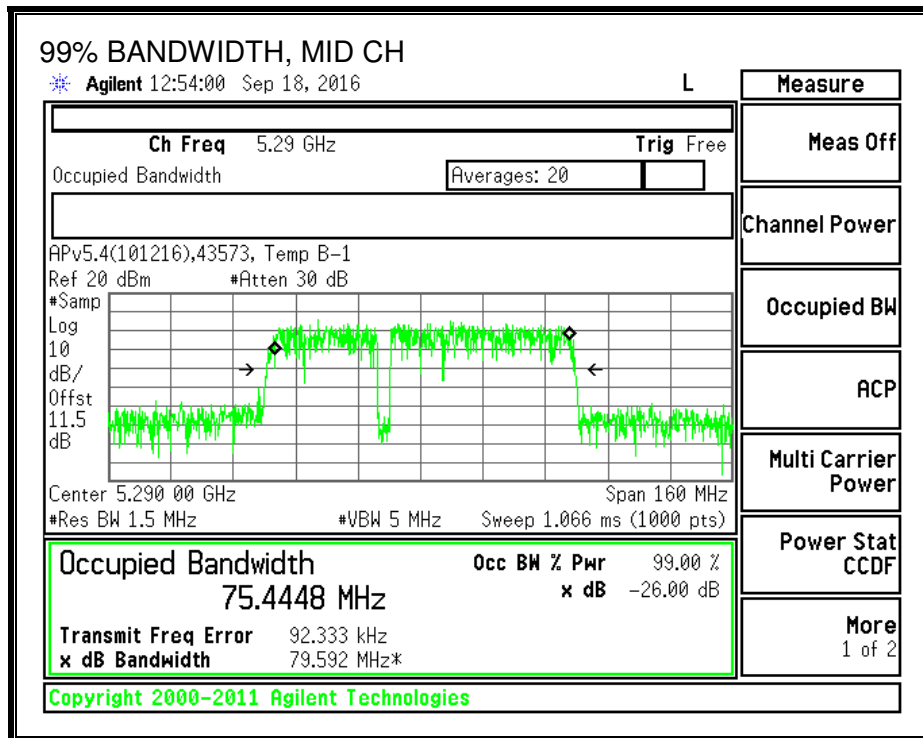 99% BANDWIDTH, MID CH
Agilent 12:54:00 Sep 18, 2016 L
Measure
Ch Freq 5.29 GHz Trig Free
Meas Off
Occupied Bandwidth Averages: 20
Channel Power
APv5.4(101216),43573, Temp B-1
Ref 20 dBm #Atten 30 dB
#Samp
Occupied BW
Log
10
dB/
ACP
Offst
11.5
dB
Multi Carrier
Power
Center 5.290 00 GHz Span 160 MHz
#Res BW 1.5 MHz #VBW 5 MHz Sweep 1.066 ms (1000 pts)
Power Stat
CCDF
Occupied Bandwidth Occ BW % Pwr 99.00 %
75.4448 MHz x dB -26.00 dB
Transmit Freq Error 92.333 kHz
x dB Bandwidth 79.592 MHz*
More
1 of 2
Copyright 2000-2011 Agilent Technologies